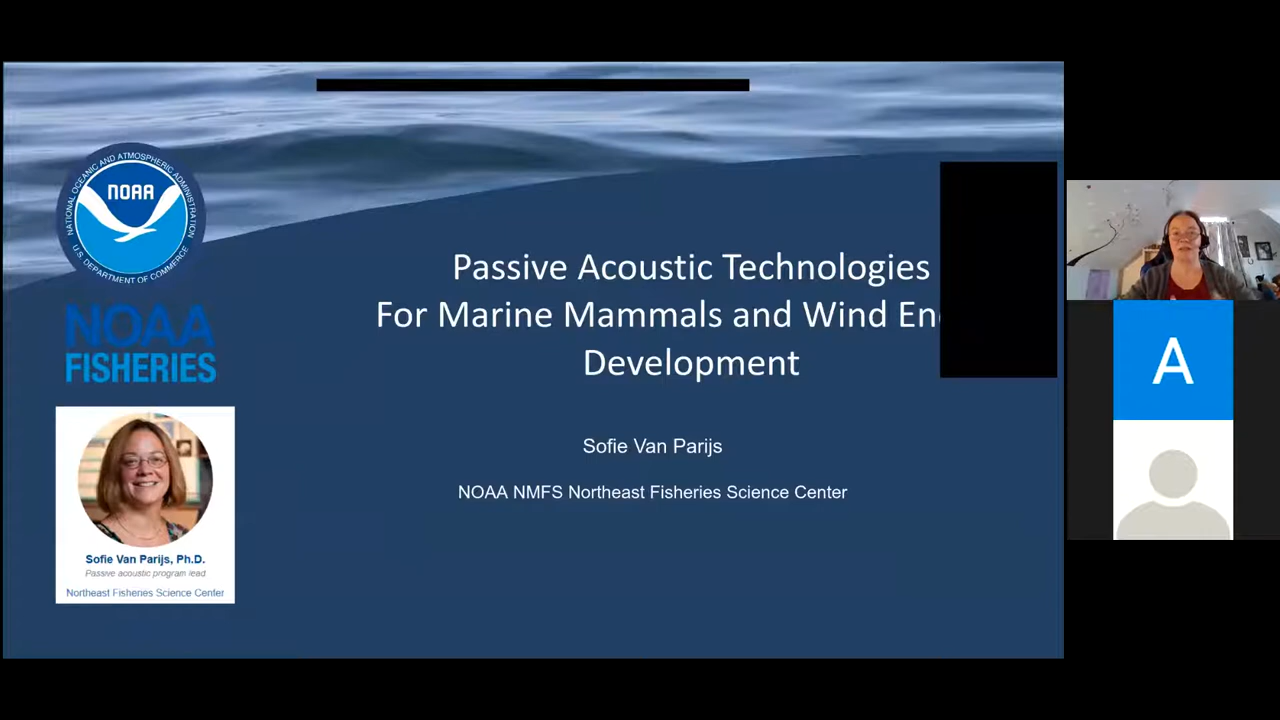 NATIONAL OCEANIC AND ATMOSPHERIC ADMINISTRATION
NOAA
U.S. DEPARTMENT OF COMMERCE
NOAA
FISHERIES
Passive Acoustic Technologies
For Marine Mammals and Wind
Development
Sofie Van Parijs
NOAA NMFS Northeast Fisheries Science Center
Sofie Van Parijs, Ph.D.
Passive acoustic program lead
Northeast Fisheries Science Center
A